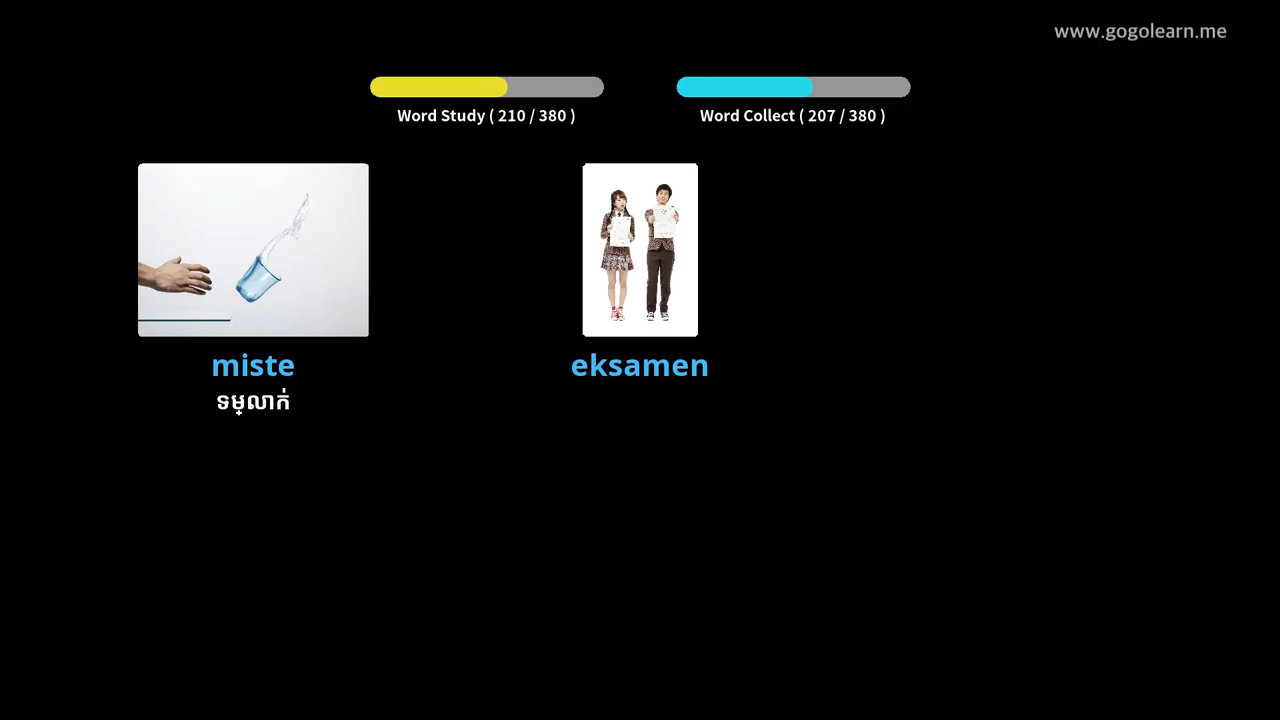 www.gogolearn.me
Word Study ( 210 / 380 )
Word Collect ( 207 / 380 )
miste
ទម្លាក់
eksamen